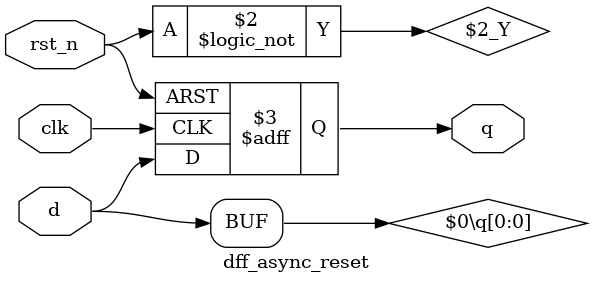 rst_n
A
$2
$logic_not
Y
$2_Y
ARST
CLK
D
$3
$adff
Q
clk
q
d
BUF
$0\q[0:0]
dff_async_reset